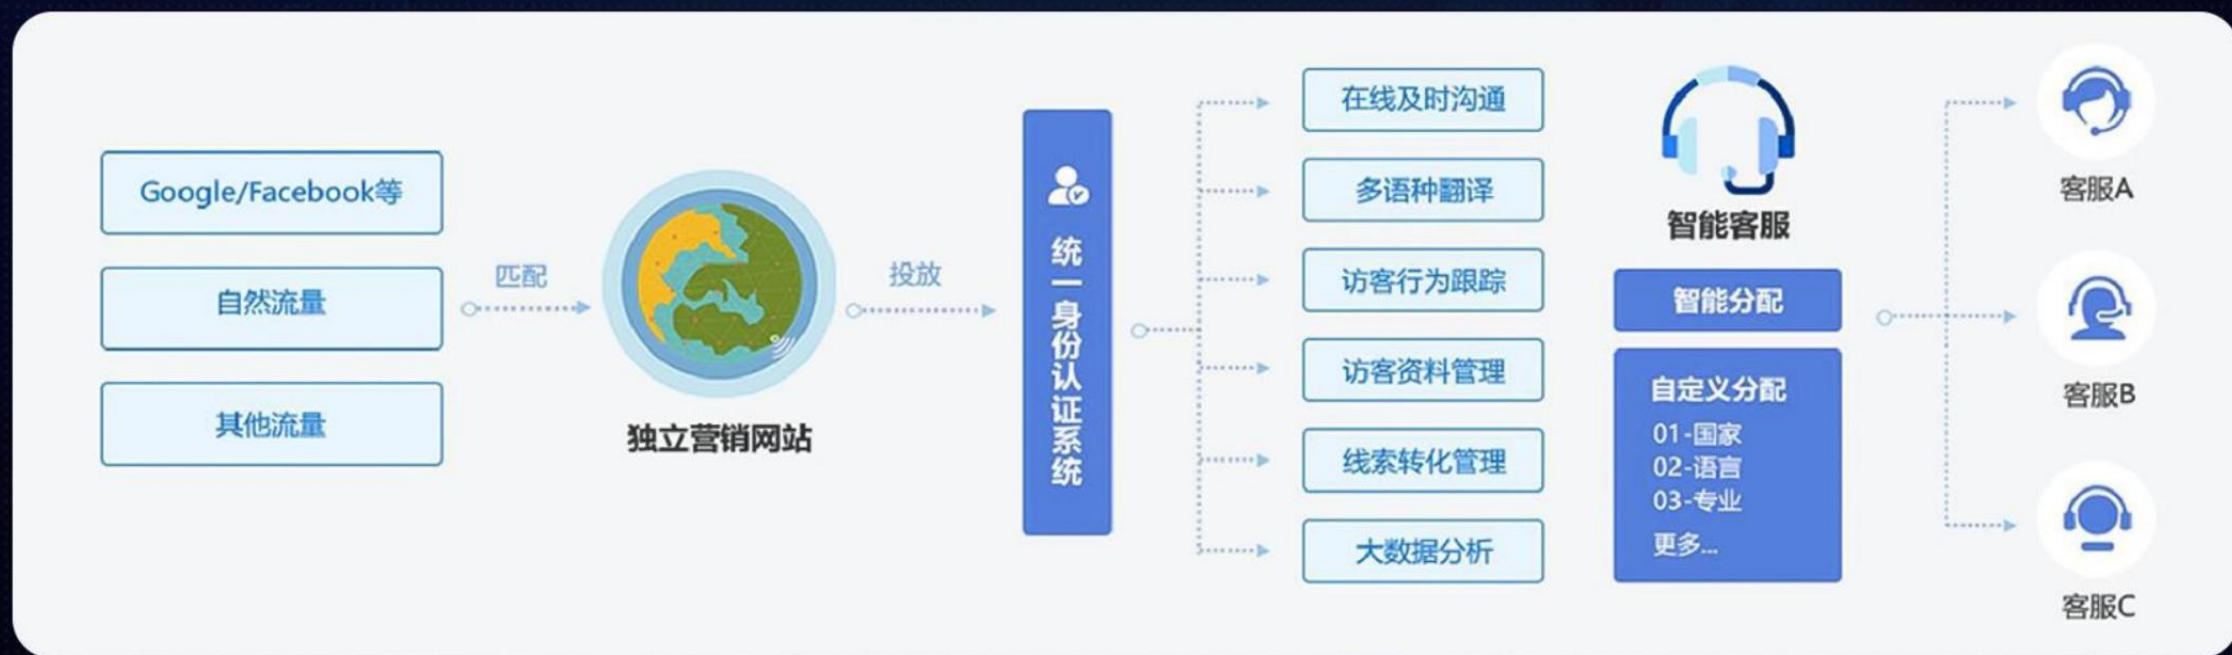 Google/Facebook等
自然流量
其他流量
匹配
独立营销网站
投放
统一身份认证系统
在线及时沟通
多语种翻译
访客行为跟踪
访客资料管理
线索转化管理
大数据分析
智能客服
智能分配
自定义分配
01-国家
02-语言
03-专业
更多...
客服A
客服B
客服C